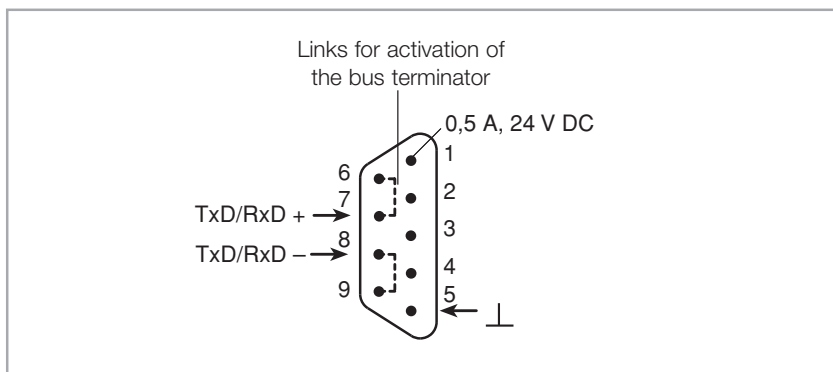 Links for activation of
the bus terminator
0,5 A, 24 V DC
1
6
2
7
TxD/RxD +
3
8
TxD/RxD –
4
9
5